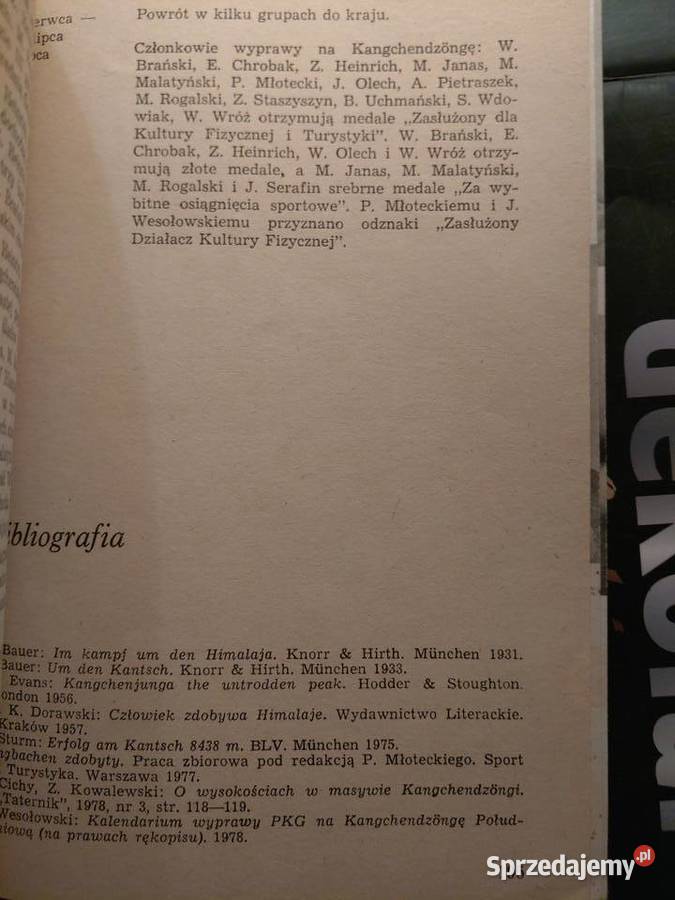 Powrót w kilku grupach do kraju.
Członkowie wyprawy na Kangchendzöngę: W.
Brański, E. Chrobak, Z. Heinrich, M. Janas, M.
Malatyński, P. Młotecki, J. Olech, A. Pietraszek,
M. Rogalski, Z. Staszyszyn, B. Uchmański, S. Wdo-
wiak, W. Wróż otrzymują medale „Zasłużony dla
Kultury Fizycznej i Turystyki". W. Brański, E.
Chrobak, Z. Heinrich, W. Olech i W. Wróż otrzy-
mują złote medale, a M. Janas, M. Malatyński,
M. Rogalski i J. Serafin srebrne medale „Za wy-
bitne osiągnięcia sportowe". P. Młoteckiemu i J.
Wesołowskiemu przyznano odznaki „Zasłużony
Działacz Kultury Fizycznej".
ibliografia
Bauer: Im kampf um den Himalaja. Knorr & Hirth. München 1931.
Bauer: Um den Kantsch. Knorr & Hirth. München 1933.
Evans: Kangchenjunga the untrodden peak. Hodder & Stoughton.
ondon 1956.
K. Dorawski: Człowiek zdobywa Himalaje. Wydawnictwo Literackie.
Kraków 1957.
Sturm: Erfolg am Kantsch 8438 m. BLV. München 1975.
ngbachen zdobyty. Praca zbiorowa pod redakcją P. Młoteckiego. Sport
Turystyka. Warszawa 1977.
Cichy, Z. Kowalewski: O wysokościach w masywie Kangchendzöngi.
„Taternik", 1978, nr 3, str. 118—119.
Wesołowski: Kalendarium wyprawy PKG na Kangchendzöngę Połud-
niową (na prawach rękopisu). 1978.
Sprzedajemy.pl